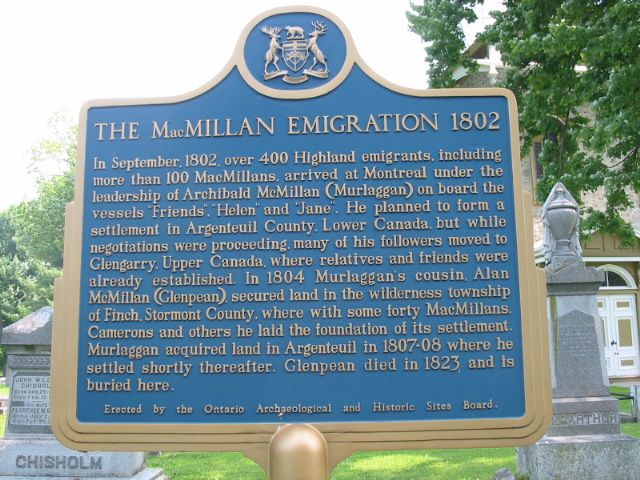 THE MacMILLAN EMIGRATION 1802
In September, 1802, over 400 Highland emigrants, including
more than 100 MacMillans, arrived at Montreal under the
leadership of Archibald McMillan (Murlaggan) on board the
vessels "Friends", "Helen" and "Jane". He planned to form a
settlement in Argenteuil County, Lower Canada, but while
negotiations were proceeding, many of his followers moved to
Glengarry, Upper Canada, where relatives and friends were
already established. In 1804 Murlaggan's cousin, Alan
McMillan (Glenpean), secured land in the wilderness township
of Finch, Stormont County, where with some forty MacMillans,
Camerons and others he laid the foundation of its settlement.
Murlaggan acquired land in Argenteuil in 1807-08 where he
settled shortly thereafter. Glenpean died in 1823 and is
buried here.
Erected by the Ontario Archaeological and Historic Sites Board.
CHISHOLM